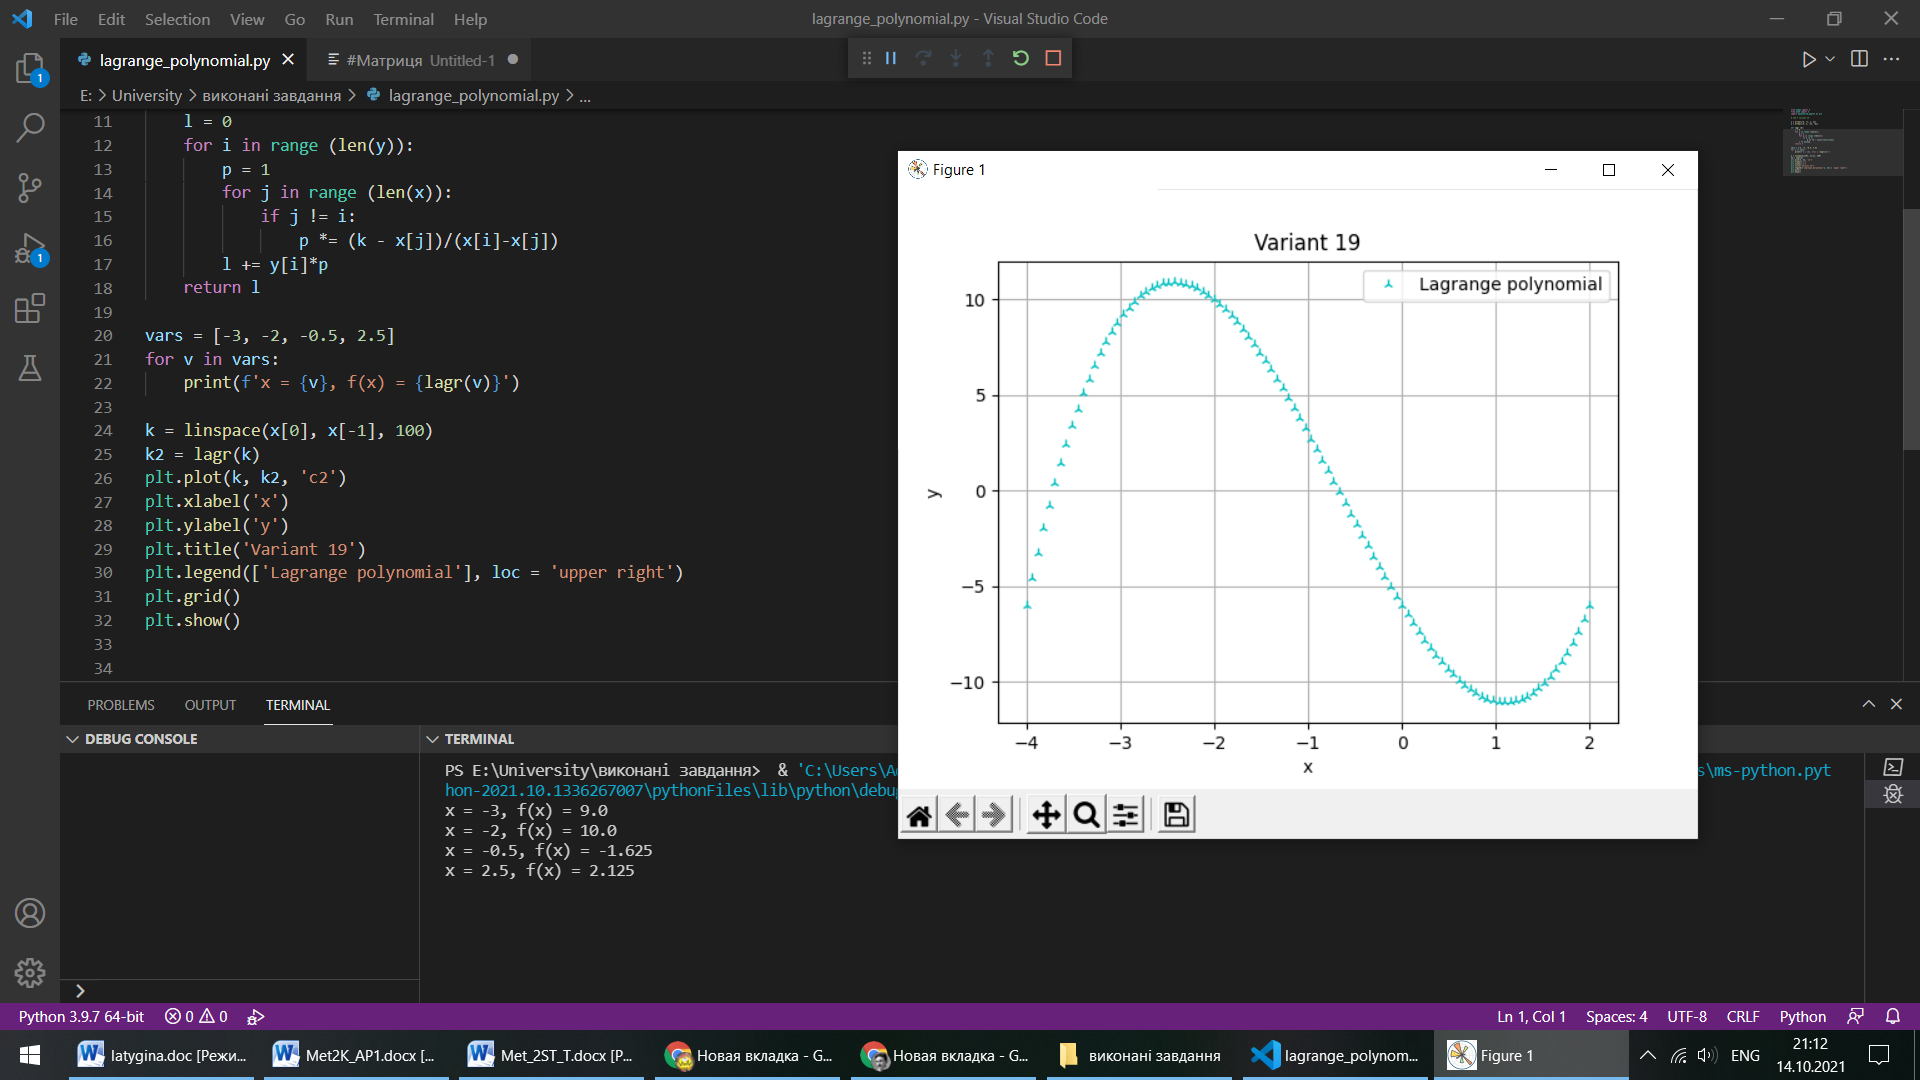 File Edit Selection View Go Run Terminal Help
lagrange_polynomial.py - Visual Studio Code
lagrange_polynomial.py
#Матриця Untitled-1
E: > University > виконані завдання > lagrange_polynomial.py > ...
11 l = 0
12 for i in range (len(y)):
13 p = 1
14 for j in range (len(x)):
15 if j != i:
16 p *= (k - x[j])/(x[i]-x[j])
17 l += y[i]*p
18 return l
19
20 vars = [-3, -2, -0.5, 2.5]
21 for v in vars:
22 print(f'x = {v}, f(x) = {lagr(v)}')
23
24 k = linspace(x[0], x[-1], 100)
25 k2 = lagr(k)
26 plt.plot(k, k2, 'c2')
27 plt.xlabel('x')
28 plt.ylabel('y')
29 plt.title('Variant 19')
30 plt.legend(['Lagrange polynomial'], loc = 'upper right')
31 plt.grid()
32 plt.show()
33
34
1
1
Figure 1
Variant 19
Lagrange polynomial
10
5
0
−5
−10
y
−4 −3 −2 −1 0 1 2
x
PROBLEMS OUTPUT TERMINAL
DEBUG CONSOLE
TERMINAL
PS E:\University\виконані завдання> & 'C:\Users\A
s\ms-python.pyt
hon-2021.10.1336267007\pythonFiles\lib\python\debu
x = -3, f(x) = 9.0
x = -2, f(x) = 10.0
x = -0.5, f(x) = -1.625
x = 2.5, f(x) = 2.125
Python 3.9.7 64-bit 0 0
Ln 1, Col 1 Spaces: 4 UTF-8 CRLF Python
latygina.doc [Режи...
Met2K_AP1.docx [...
Met_2ST_T.docx [P...
Новая вкладка - G...
Новая вкладка - G...
виконані завдання
lagrange_polynom...
Figure 1
ENG
21:12
14.10.2021